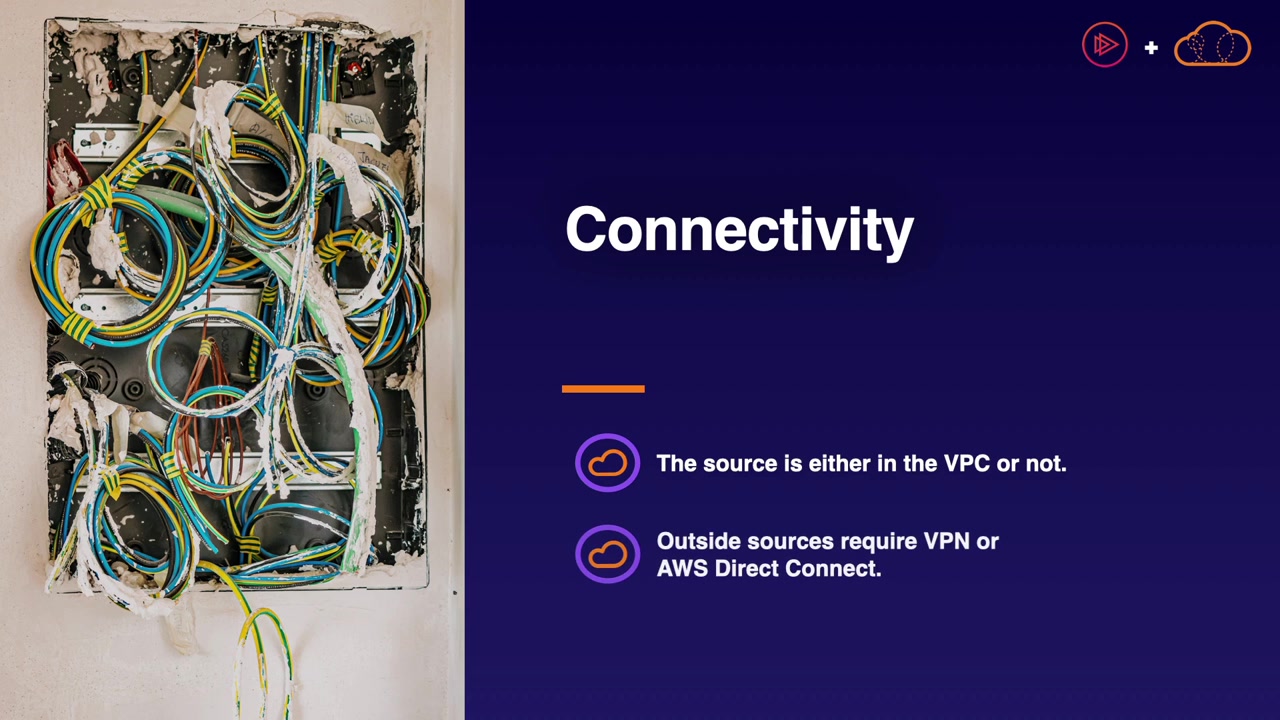 Connectivity
The source is either in the VPC or not.
Outside sources require VPN or
AWS Direct Connect.